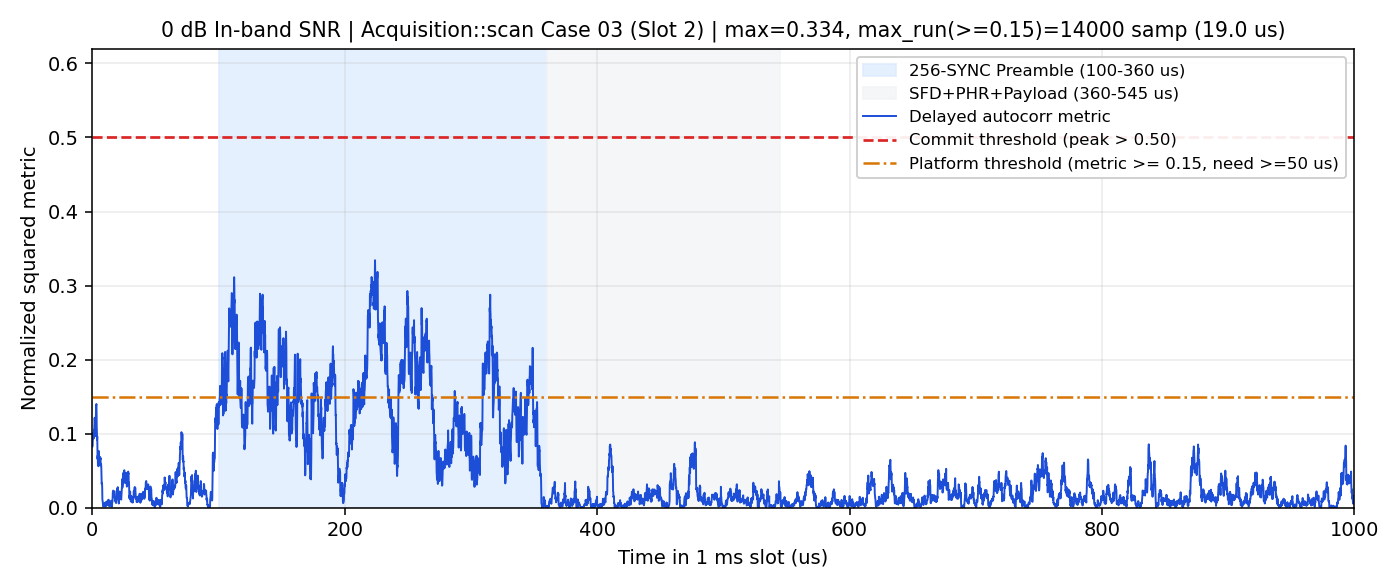 0 dB In-band SNR | Acquisition::scan Case 03 (Slot 2) | max=0.334, max_run(>=0.15)=14000 samp (19.0 us)
256-SYNC Preamble (100-360 us)
SFD+PHR+Payload (360-545 us)
Delayed autocorr metric
Commit threshold (peak > 0.50)
Platform threshold (metric >= 0.15, need >=50 us)
Normalized squared metric
0.6
0.5
0.4
0.3
0.2
0.1
0.0
0 200 400 600 800 1000
Time in 1 ms slot (us)